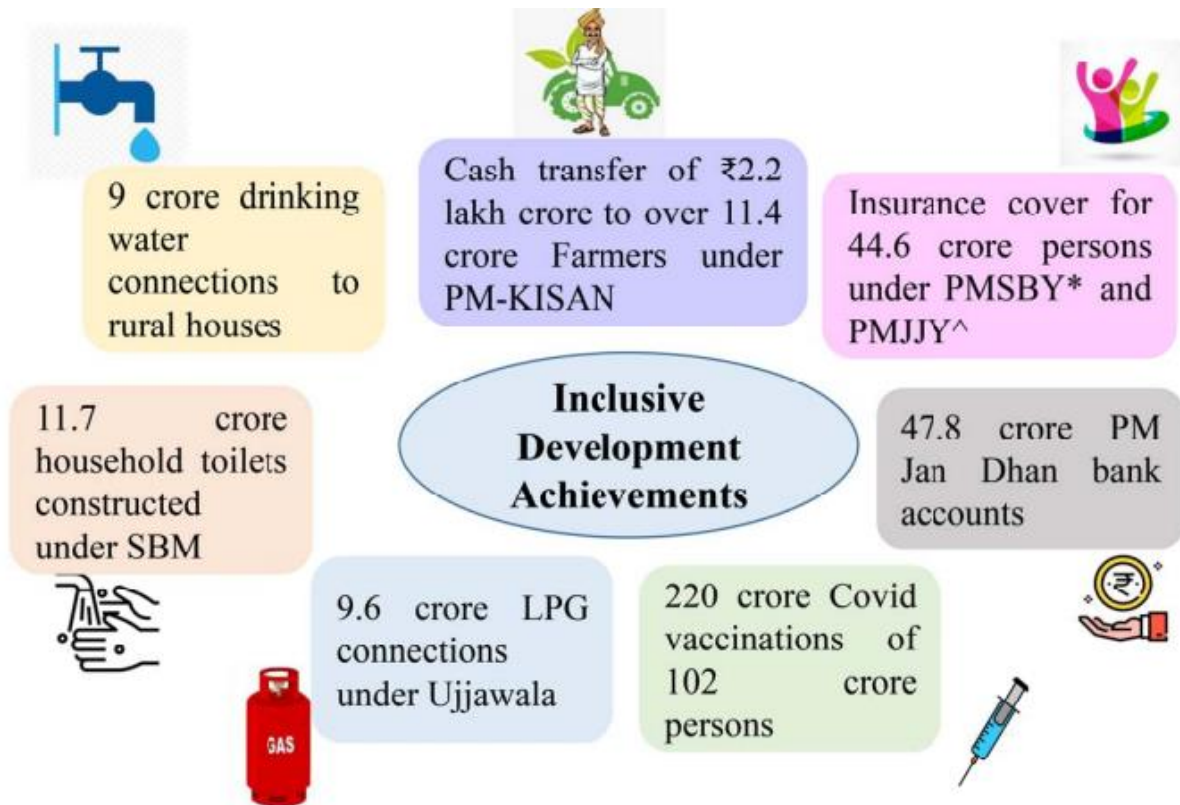 9 crore drinking
water
connections to
rural houses
Cash transfer of ₹2.2
lakh crore to over 11.4
crore Farmers under
PM-KISAN
Insurance cover for
44.6 crore persons
under PMSBY* and
PMJJY^
Inclusive
Development
Achievements
11.7 crore
household toilets
constructed
under SBM
47.8 crore PM
Jan Dhan bank
accounts
9.6 crore LPG
connections
under Ujjawala
220 crore Covid
vaccinations of
102 crore
persons
₹
GAS